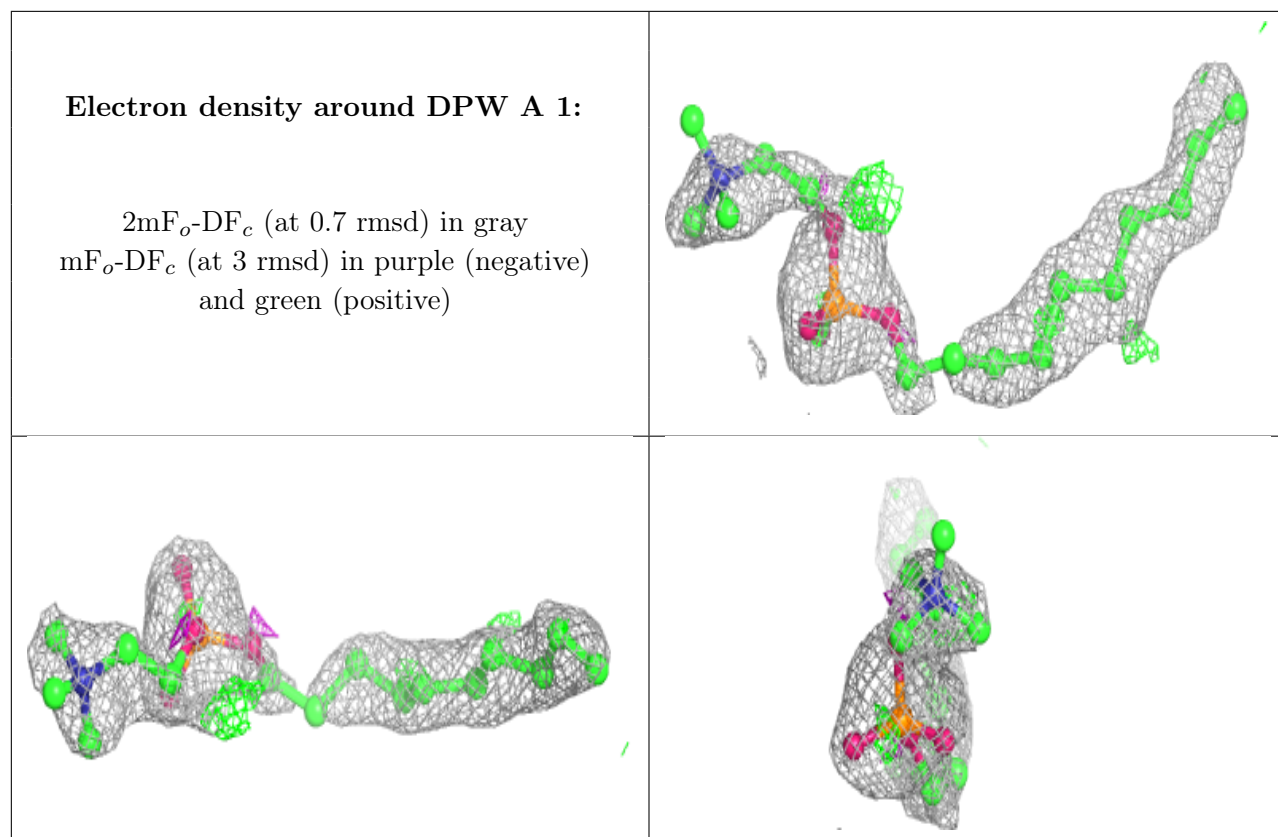 Electron density around DPW A 1:
2mFₒ-DF𝒸 (at 0.7 rmsd) in gray
mFₒ-DF𝒸 (at 3 rmsd) in purple (negative)
and green (positive)